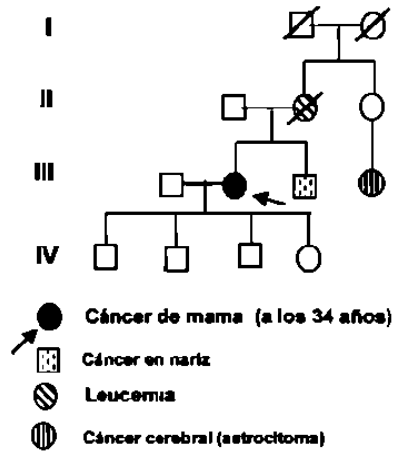 I
II
III
IV
Cáncer de mama (a los 34 años)
Cáncer en nariz
Leucemia
Cáncer cerebral (astrocitoma)